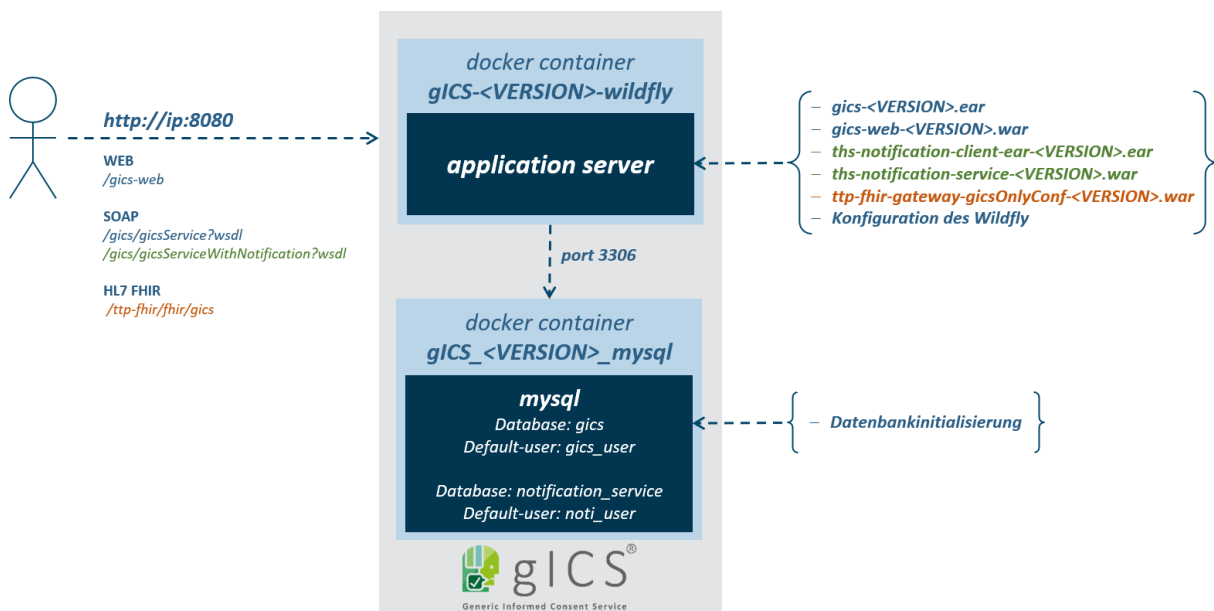 http://ip:8080
WEB
/gics-web
SOAP
/gics/gicsService?wsdl
/gics/gicsServiceWithNotification?wsdl
HL7 FHIR
/ttp-fhir/fhir/gics
docker container
gICS-<VERSION>-wildfly
application server
port 3306
docker container
gICS_<VERSION>_mysql
mysql
Database: gics
Default-user: gics_user
Database: notification_service
Default-user: noti_user
gICS®
Generic Informed Consent Service
– gics-<VERSION>.ear
– gics-web-<VERSION>.war
– ths-notification-client-ear-<VERSION>.ear
– ths-notification-service-<VERSION>.war
– ttp-fhir-gateway-gicsOnlyConf-<VERSION>.war
– Konfiguration des Wildfly
– Datenbankinitialisierung